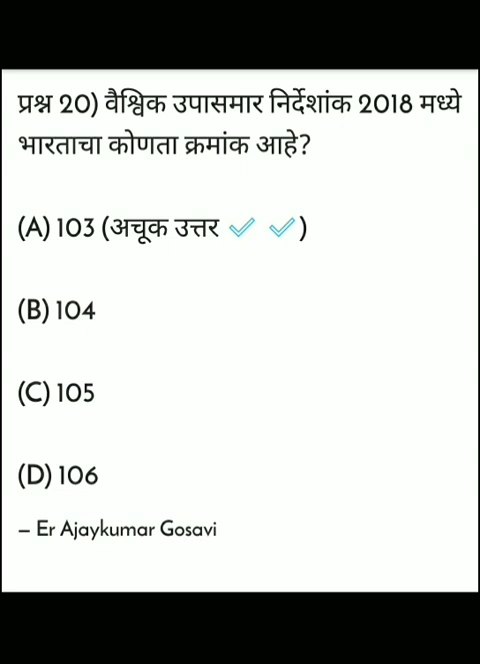 प्रश्न 20) वैश्विक उपासमार निर्देशांक 2018 मध्ये
भारताचा कोणता क्रमांक आहे?
(A) 103 (अचूक उत्तर ✓ ✓)
(B) 104
(C) 105
(D) 106
– Er Ajaykumar Gosavi